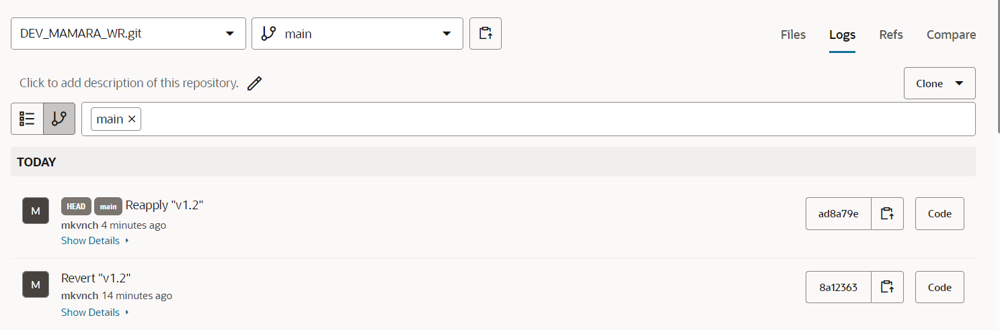 DEV_MAMARA_WR.git main
Files Logs Refs Compare
Click to add description of this repository.
Clone
main ×
TODAY
M HEAD main Reapply "v1.2" ad8a79e Code
mkvnch 4 minutes ago
Show Details
M Revert "v1.2" 8a12363 Code
mkvnch 14 minutes ago
Show Details